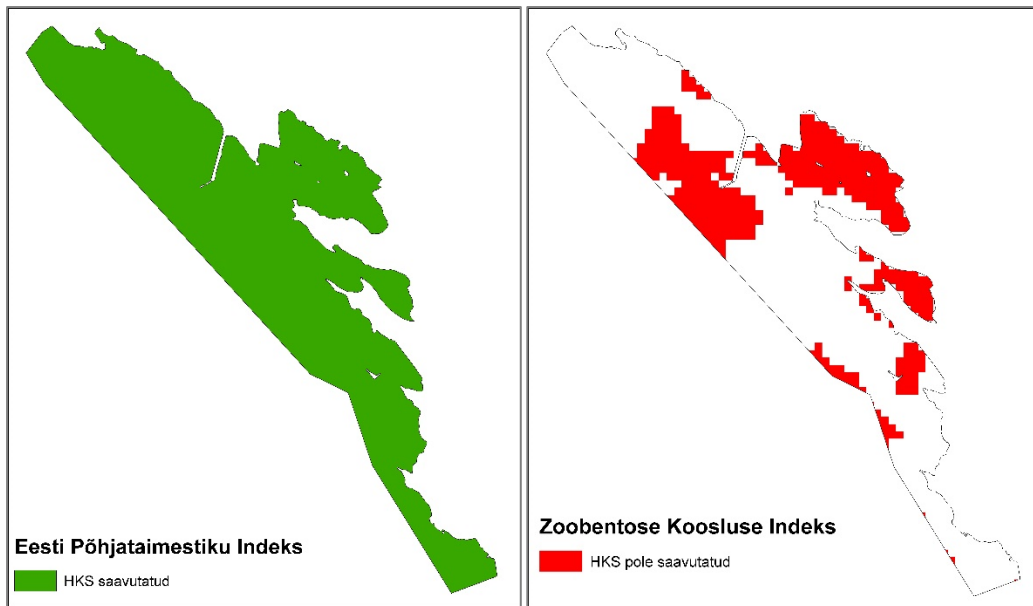 Eesti Põhjataimestiku Indeks
HKS saavutatud
Zoobentose Koosluse Indeks
HKS pole saavutatud